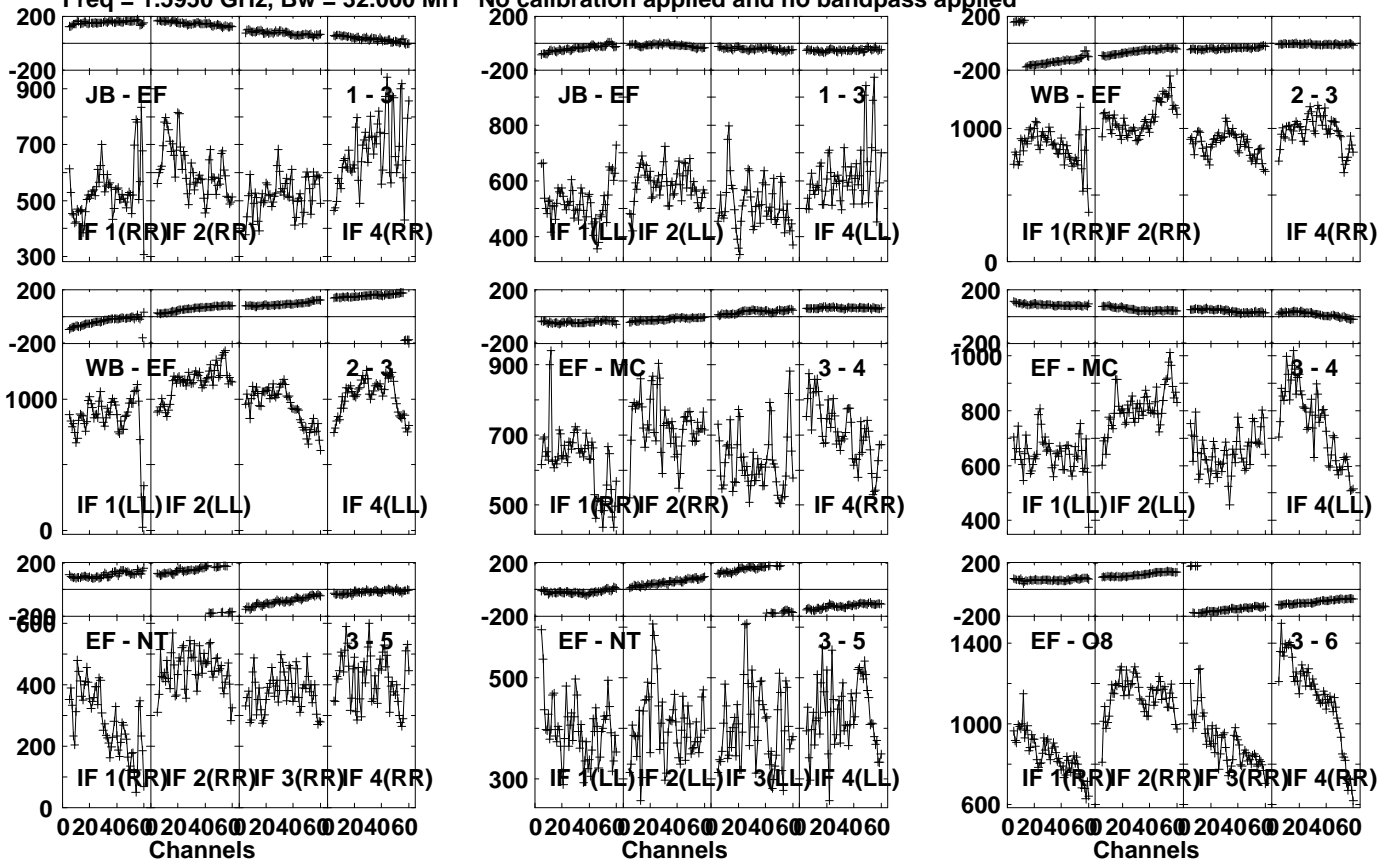 Freq = 1.5950 GHz, Bw = 32.000 MH No calibration applied and no bandpass applied
200
-200
900
700
500
300
JB - EF 1 - 3
IF 1(RR) IF 2(RR) IF 4(RR)
200
-200
800
600
400
JB - EF 1 - 3
IF 1(LL) IF 2(LL) IF 4(LL)
200
-200
1000
0
WB - EF 2 - 3
IF 1(RR) IF 2(RR) IF 4(RR)
200
-200
1000
0
WB - EF 2 - 3
IF 1(LL) IF 2(LL) IF 4(LL)
200
-200
900
700
500
EF - MC 3 - 4
IF 1(RR) IF 2(RR) IF 4(RR)
200
-200
1000
800
600
400
EF - MC 3 - 4
IF 1(LL) IF 2(LL) IF 4(LL)
200
-200
600
400
200
0
EF - NT 3 - 5
IF 1(RR) IF 2(RR) IF 3(RR) IF 4(RR)
0 20 40 60 0 20 40 60 0 20 40 60 0 20 40 60
Channels
200
-200
500
300
EF - NT 3 - 5
IF 1(LL) IF 2(LL) IF 3(LL) IF 4(LL)
0 20 40 60 0 20 40 60 0 20 40 60 0 20 40 60
Channels
200
-200
1400
1000
600
EF - O8 3 - 6
IF 1(RR) IF 2(RR) IF 3(RR) IF 4(RR)
0 20 40 60 0 20 40 60 0 20 40 60 0 20 40 60
Channels